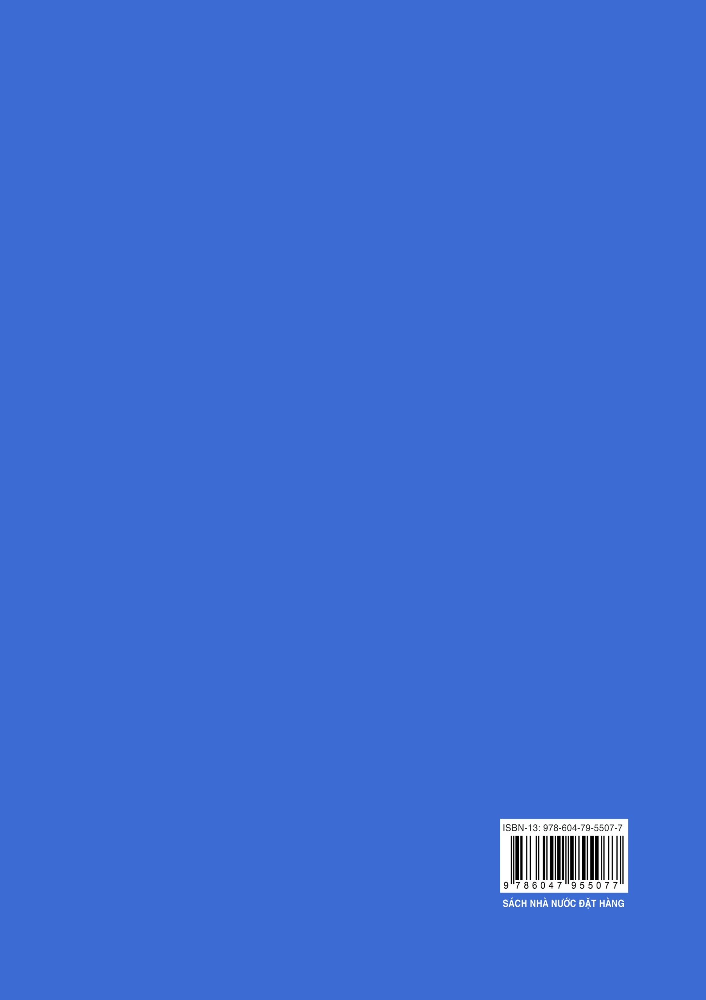 ISBN-13: 978-604-79-5507-7
9 786047 955077
SÁCH NHÀ NƯỚC ĐẶT HÀNG